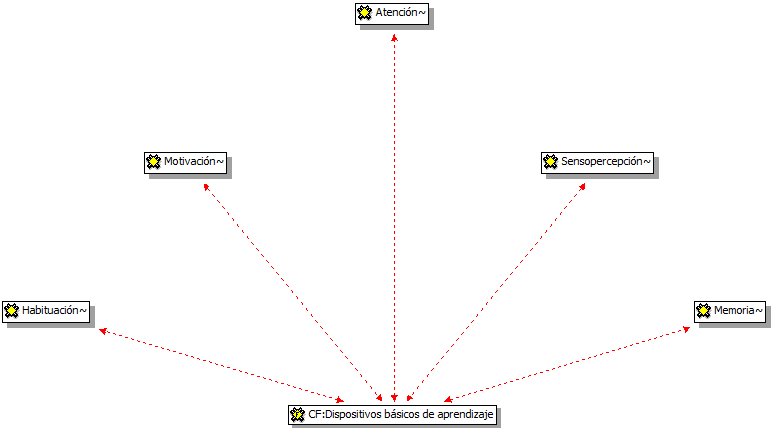 Atención~
Motivación~
Sensopercepción~
Habituación~
Memoria~
CF:Dispositivos básicos de aprendizaje